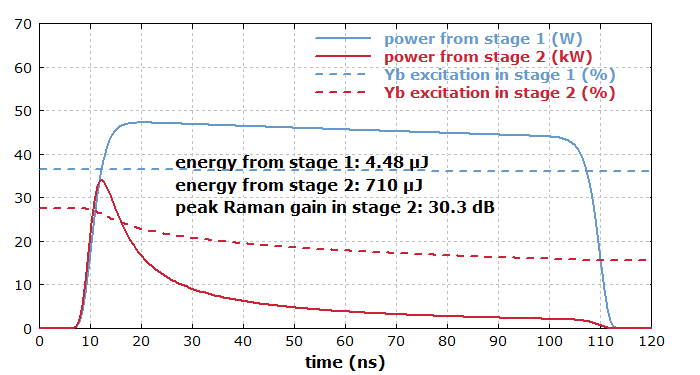 70
power from stage 1 (W)
60
power from stage 2 (kW)
Yb excitation in stage 1 (%)
Yb excitation in stage 2 (%)
50
40
energy from stage 1: 4.48 µJ
energy from stage 2: 710 µJ
30
peak Raman gain in stage 2: 30.3 dB
20
10
0
0 10 20 30 40 50 60 70 80 90 100 110 120
time (ns)